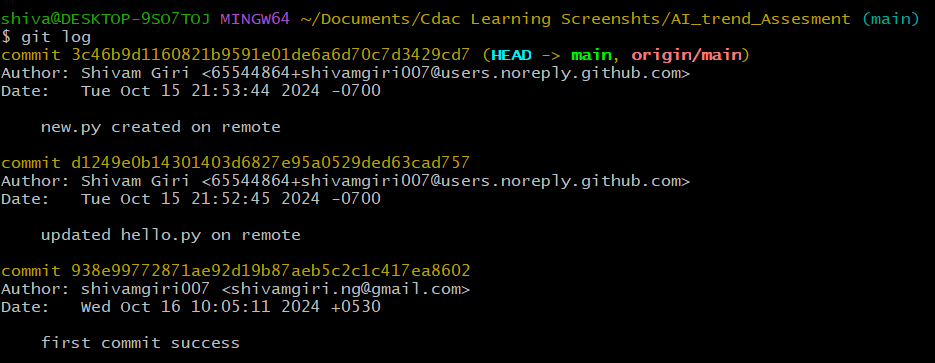 shiva@DESKTOP-9SO7TOJ MINGW64 ~/Documents/Cdac Learning Screenshts/AI_trend_Assesment (main)
$ git log
commit 3c46b9d1160821b9591e01de6a6d70c7d3429cd7 (HEAD -> main, origin/main)
Author: Shivam Giri <65544864+shivamgiri007@users.noreply.github.com>
Date:   Tue Oct 15 21:53:44 2024 -0700
    new.py created on remote
commit d1249e0b14301403d6827e95a0529ded63cad757
Author: Shivam Giri <65544864+shivamgiri007@users.noreply.github.com>
Date:   Tue Oct 15 21:52:45 2024 -0700
    updated hello.py on remote
commit 938e99772871ae92d19b87aeb5c2c1c417ea8602
Author: shivamgiri007 <shivamgiri.ng@gmail.com>
Date:   Wed Oct 16 10:05:11 2024 +0530
    first commit success